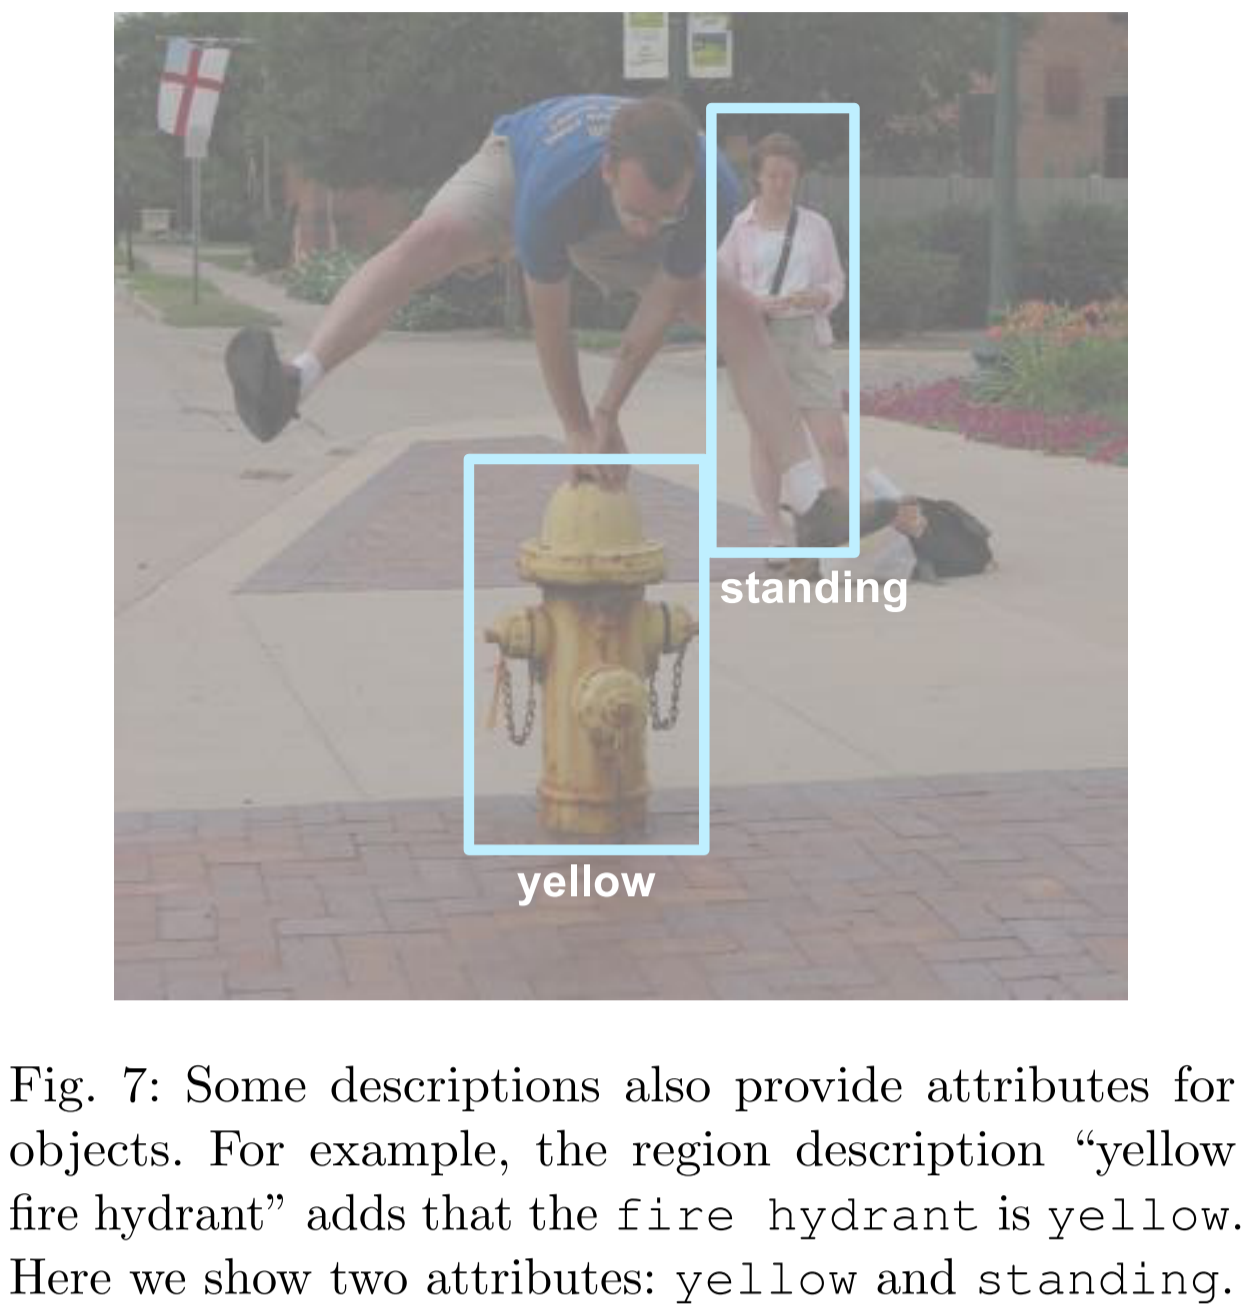 standing
yellow
Fig. 7: Some descriptions also provide attributes for
objects. For example, the region description “yellow
fire hydrant” adds that the fire hydrant is yellow.
Here we show two attributes: yellow and standing.